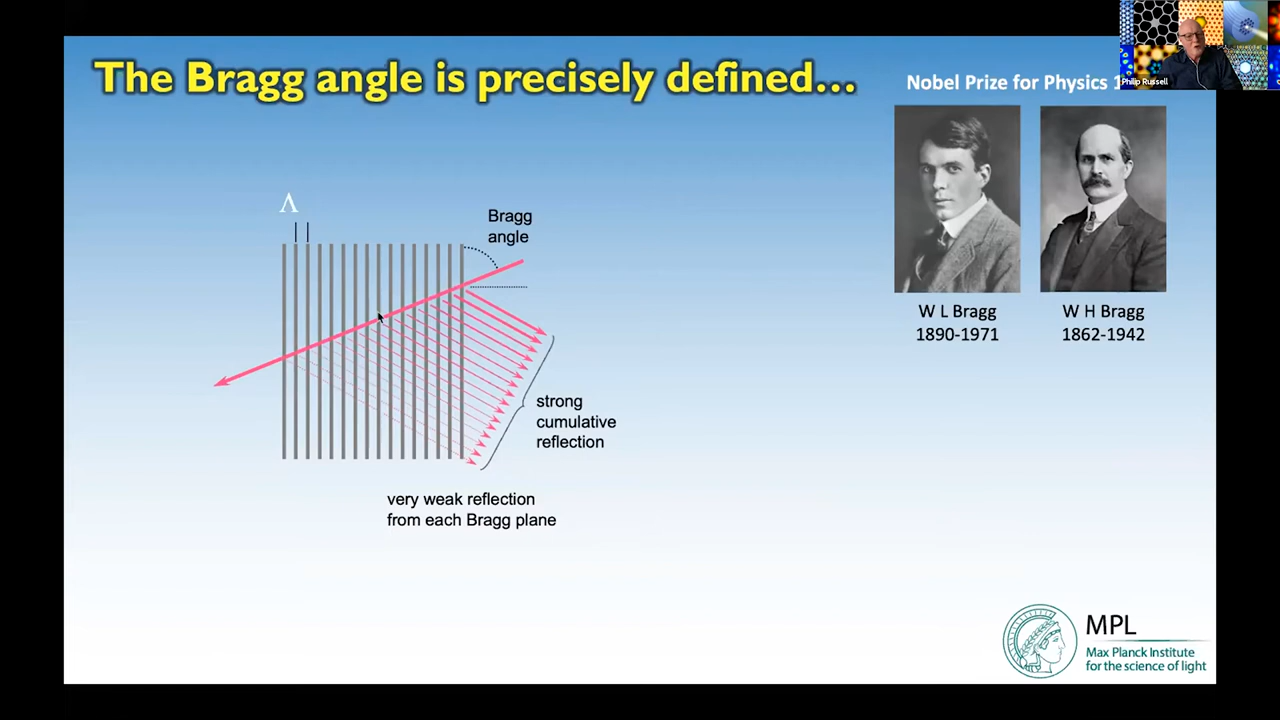 The Bragg angle is precisely defined...
Nobel Prize for Physics
Philip Russell
Λ
Bragg
angle
W L Bragg
1890-1971
W H Bragg
1862-1942
strong
cumulative
reflection
very weak reflection
from each Bragg plane
MPL
Max Planck Institute
for the science of light